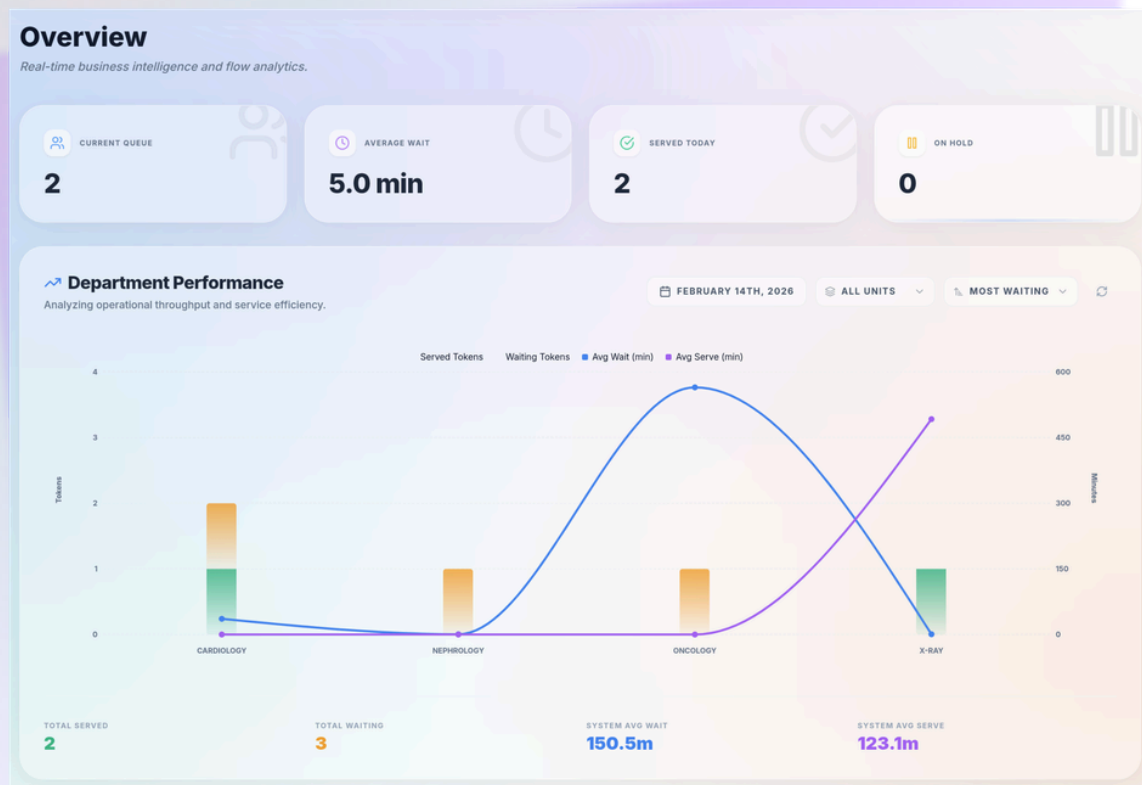 Overview
Real-time business intelligence and flow analytics.
CURRENT QUEUE
2
AVERAGE WAIT
5.0 min
SERVED TODAY
2
ON HOLD
0
Department Performance
Analyzing operational throughput and service efficiency.
FEBRUARY 14TH, 2026
ALL UNITS
MOST WAITING
Served Tokens Waiting Tokens Avg Wait (min) Avg Serve (min)
4 600
3 450
Tokens
Minutes
2 300
1 150
0 0
CARDIOLOGY NEPHROLOGY ONCOLOGY X-RAY
TOTAL SERVED
2
TOTAL WAITING
3
SYSTEM AVG WAIT
150.5m
SYSTEM AVG SERVE
123.1m